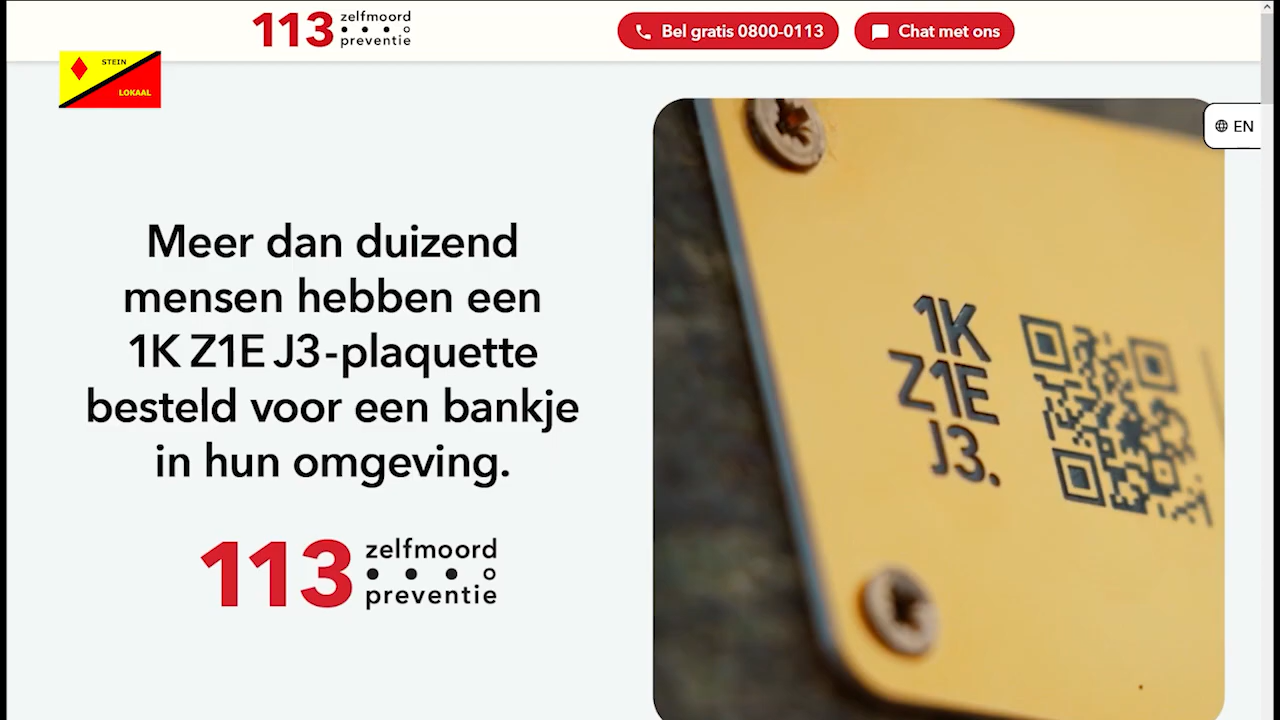 113 zelfmoord
preventie
Bel gratis 0800-0113
Chat met ons
STEIN
LOKAAL
EN
Meer dan duizend
mensen hebben een
1K Z1E J3-plaquette
besteld voor een bankje
in hun omgeving.
113 zelfmoord
preventie
1K
Z1E
J3.